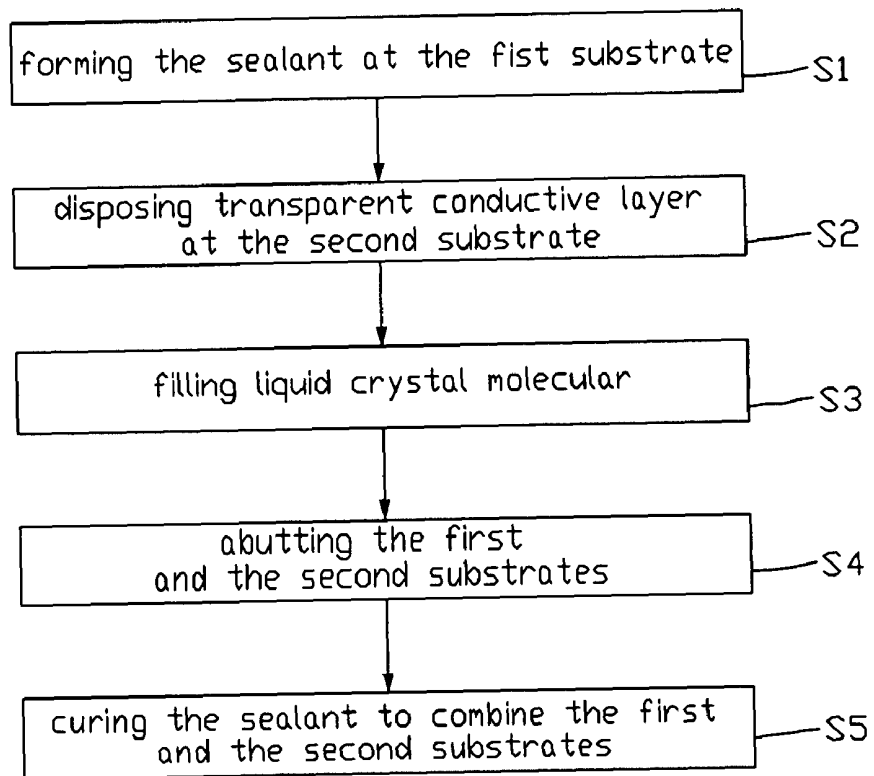 forming the sealant at the fist substrate
S1
disposing transparent conductive layer
at the second substrate
S2
filling liquid crystal molecular
S3
abutting the first
and the second substrates
S4
curing the sealant to combine the first
and the second substrates
S5